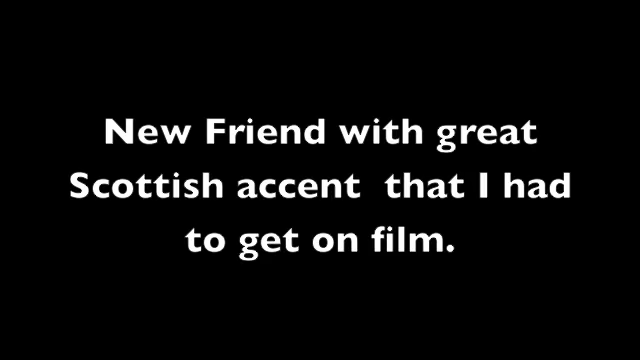 New Friend with great
Scottish accent  that I had
to get on film.